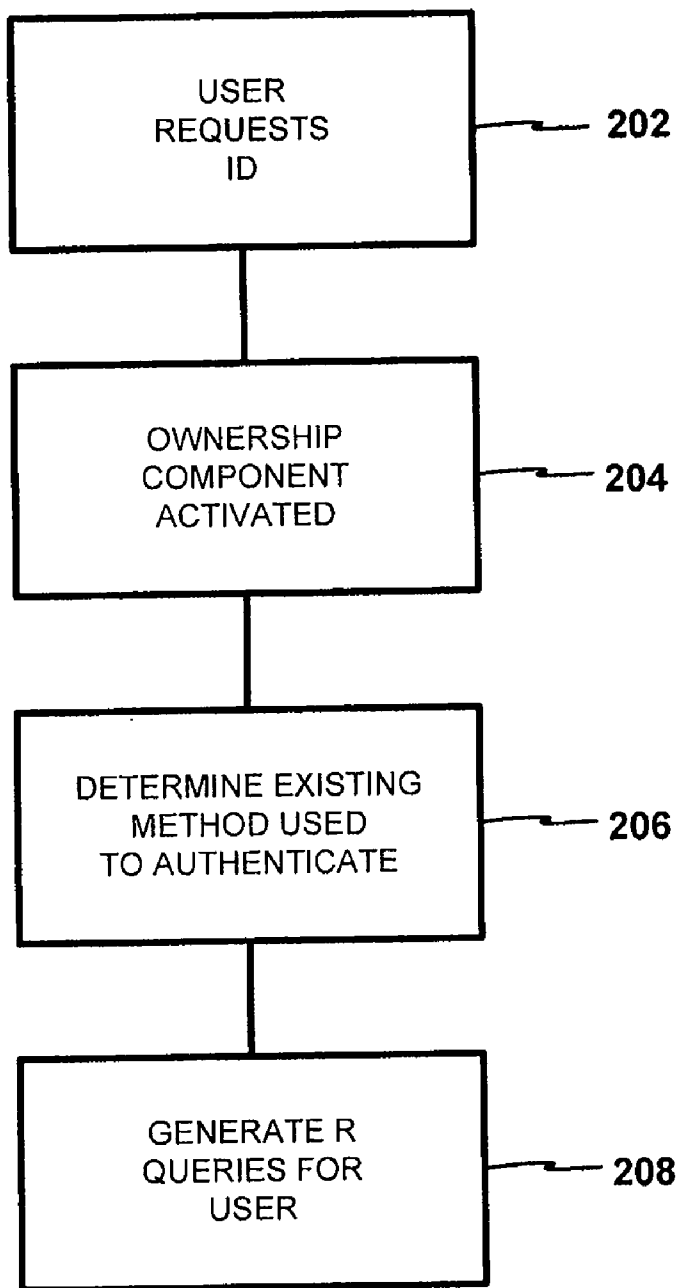 USER
REQUESTS
ID
202
OWNERSHIP
COMPONENT
ACTIVATED
204
DETERMINE EXISTING
METHOD USED
TO AUTHENTICATE
206
GENERATE R
QUERIES FOR
USER
208